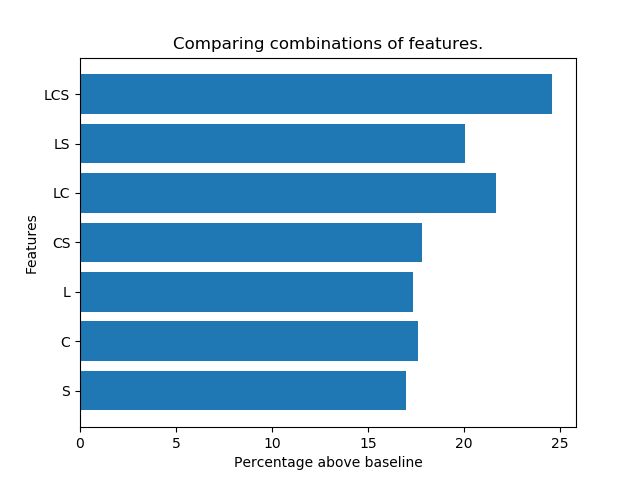 Comparing combinations of features.
LCS
LS
LC
CS
L
C
S
Features
0 5 10 15 20 25
Percentage above baseline